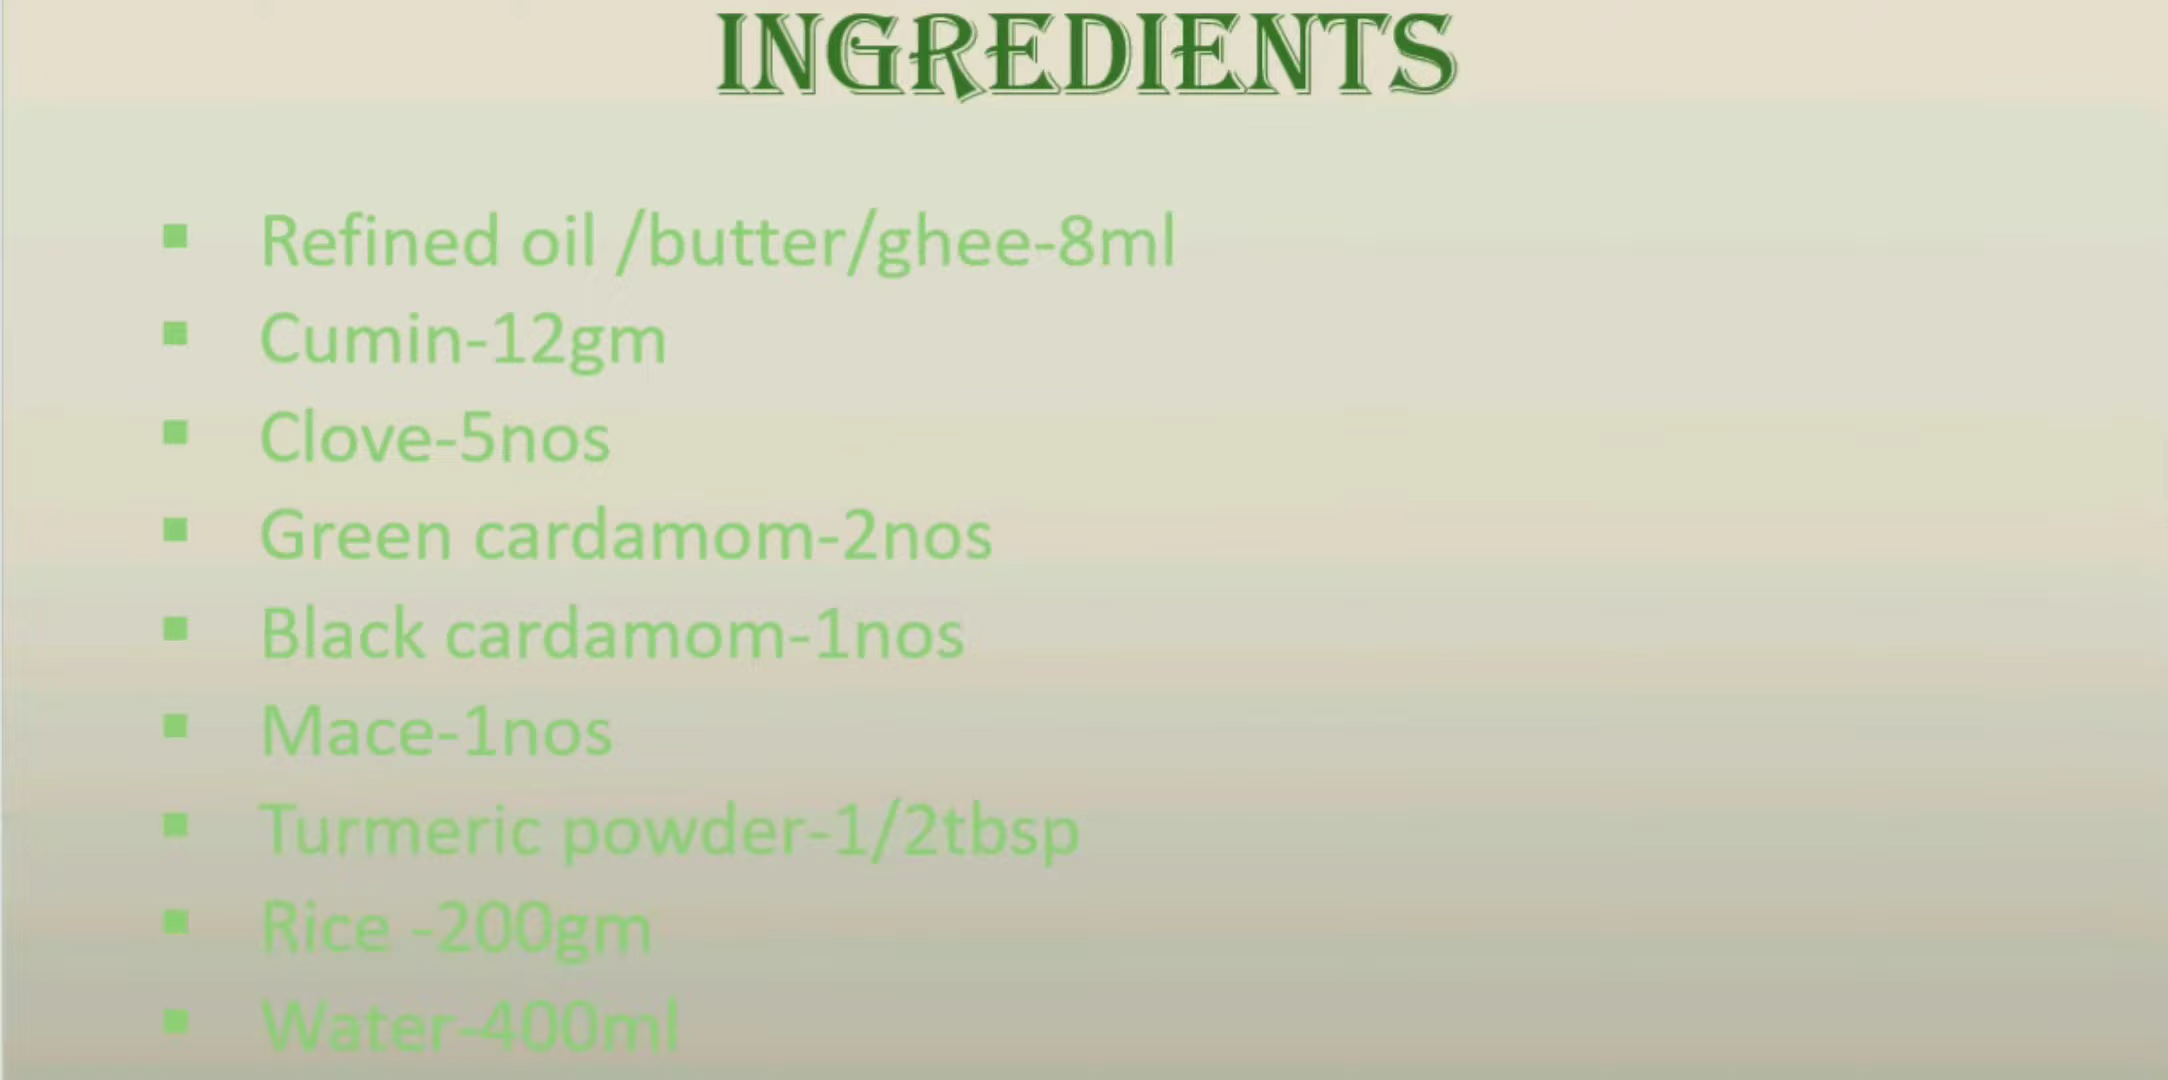 INGREDIENTS
▪ Refined oil /butter/ghee-8ml
▪ Cumin-12gm
▪ Clove-5nos
▪ Green cardamom-2nos
▪ Black cardamom-1nos
▪ Mace-1nos
▪ Turmeric powder-1/2tbsp
▪ Rice -200gm
▪ Water-400ml